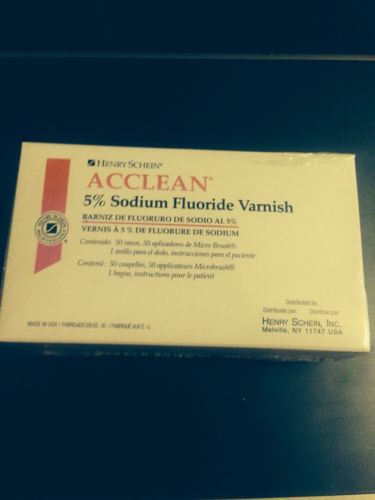 HENRY SCHEIN®
ACCLEAN®
5% Sodium Fluoride Varnish
BARNIZ DE FLUORURO DE SODIO AL 5%
VERNIS À 5 % DE FLUORURE DE SODIUM
Contenido: 50 vasos, 50 aplicadores de Micro Brush®
1 anillo para el dedo, instrucciones para el paciente
Contenu : 50 coupelles, 50 applicateurs Microbrush®
1 bague, instructions pour le patient
HENRY SCHEIN
Distributed by:
Distribuido por: Distribué par :
HENRY SCHEIN, INC.
Melville, NY 11747 USA
MADE IN USA / FABRICADO EN EE. UU. / FABRIQUÉ AUX É.-U.